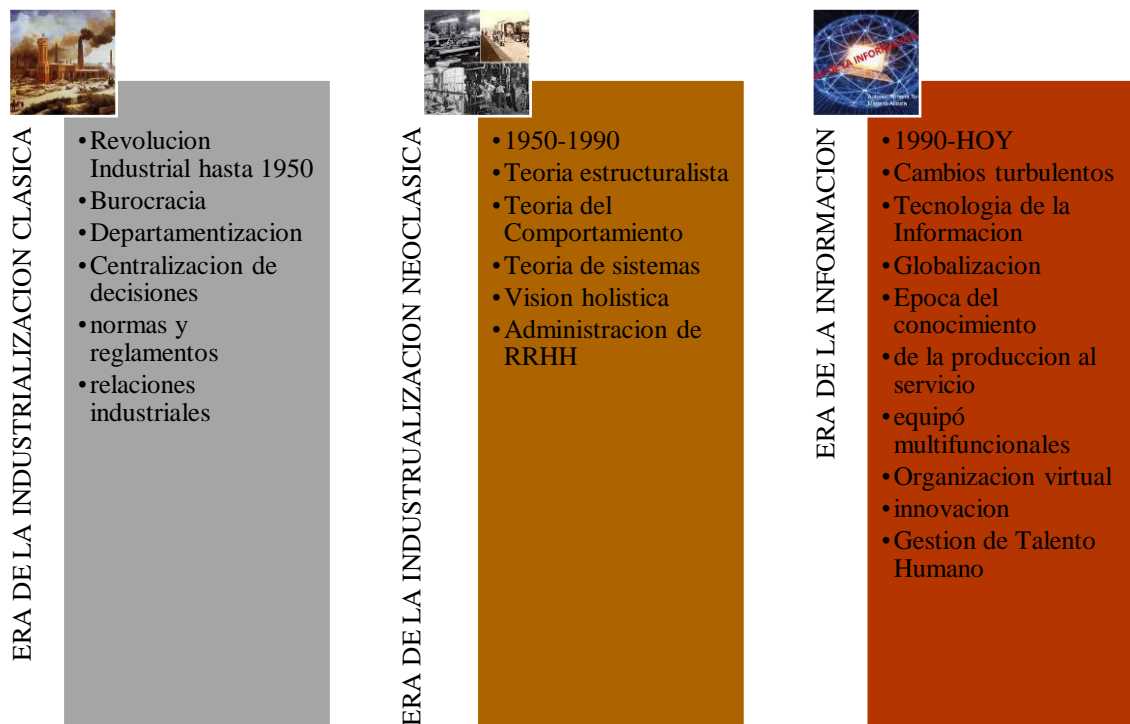 ERA DE LA INDUSTRIALIZACION CLASICA
•Revolucion
Industrial hasta 1950
•Burocracia
•Departamentizacion
•Centralizacion de
decisiones
•normas y
reglamentos
•relaciones
industriales
ERA DE LA INDUSTRUALIZACION NEOCLASICA
•1950-1990
•Teoria estructuralista
•Teoria del
Comportamiento
•Teoria de sistemas
•Vision holistica
•Administracion de
RRHH
DE LA INFORMACION
ERA DE LA INFORMACION
•1990-HOY
•Cambios turbulentos
•Tecnologia de la
Informacion
•Globalizacion
•Epoca del
conocimiento
•de la produccion al
servicio
•equipó
multifuncionales
•Organizacion virtual
•innovacion
•Gestion de Talento
Humano